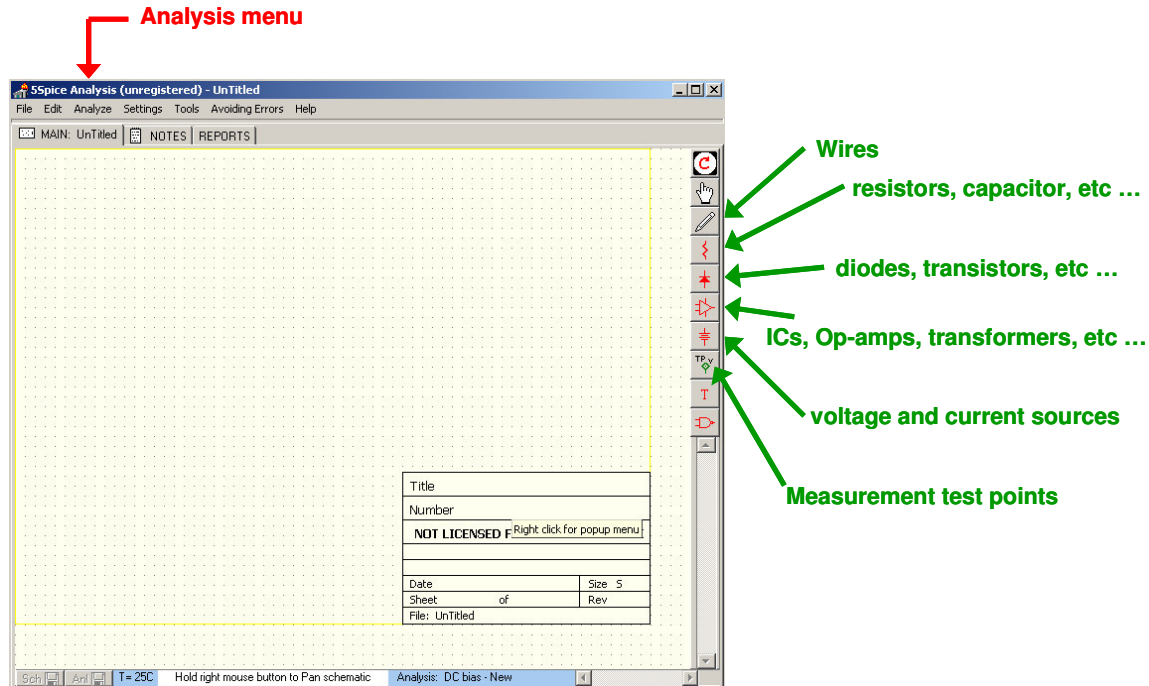 Analysis menu
5Spice Analysis (unregistered) - UnTitled
File Edit Analyze Settings Tools Avoiding Errors Help
MAIN: UnTitled NOTES REPORTS
Wires
resistors, capacitor, etc …
diodes, transistors, etc …
ICs, Op-amps, transformers, etc …
TP V
T
voltage and current sources
Measurement test points
Title
Number
NOT LICENSED F
Right click for popup menu
Date Size S
Sheet of Rev
File: UnTitled
Sch Anl T= 25C Hold right mouse button to Pan schematic Analysis: DC bias - New